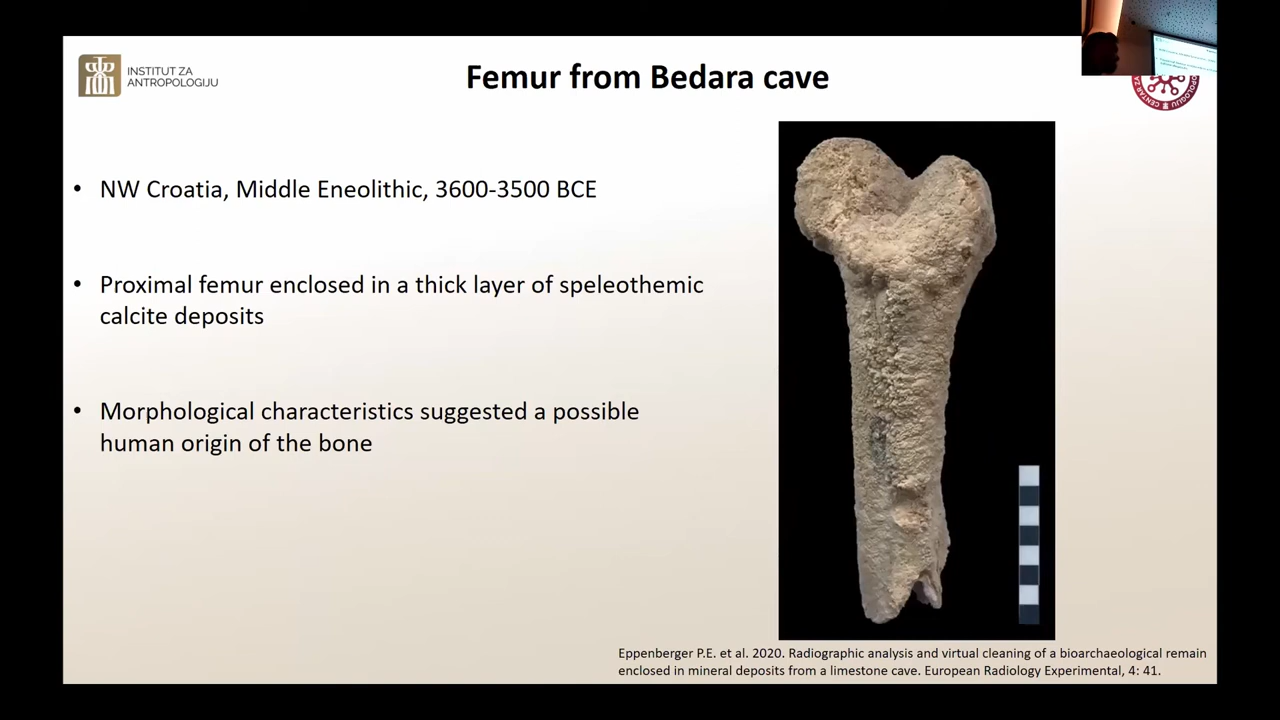 INSTITUT ZA
ANTROPOLOGIJU
Femur from Bedara cave
• NW Croatia, Middle Eneolithic, 3600-3500 BCE
• Proximal femur enclosed in a thick layer of speleothemic
calcite deposits
• Morphological characteristics suggested a possible
human origin of the bone
Eppenberger P.E. et al. 2020. Radiographic analysis and virtual cleaning of a bioarchaeological remain
enclosed in mineral deposits from a limestone cave. European Radiology Experimental, 4: 41.